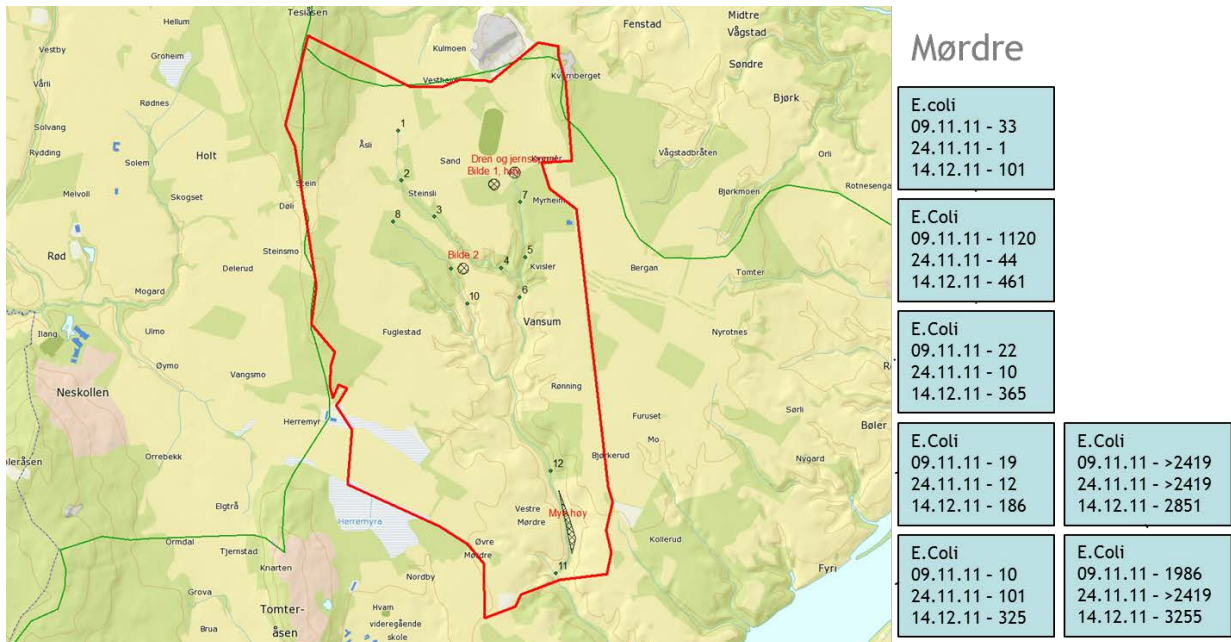 Tesiåsen
Hellum
Fenstad
Midtre
Vågstad
Vestby
Groheim
Kulmoen
Søndre
Vårli
Vestheim
Kvernberget
Rødnes
Bjørk
Solvang
1
Rydding
Solem
Holt
Åsli
Sand
Dren og jerns
Vågstadbråten
Orli
Bilde 1, høy
Melvoll
Skogset
Stein
2
Steinsli
Bjørkmoen
Rotnesenga
Døli
7
Myrheim
8
3
Steinsmo
Rød
Delerud
Bilde 2
5
4
Kvisler
Bergan
Tomter
Mogard
6
10
Ilang
Ulmo
Fuglestad
Vansum
Nyrotnes
Øymo
Vangsmo
Neskollen
Rønning
Herremyr
Furuset
Sørli
Mo
Bøler
Orrebekk
Bjørkerud
Nygard
øleråsen
12
Elgtrå
Herremyra
Vestre
Mørdre
Mye høy
Ormdal
Tjernstad
Øvre
Mørdre
Kollerud
Knarten
Nordby
11
Fyri
Grova
Tomter-
åsen
Hvam
videregående
skole
Brua
Mørdre
E.coli
09.11.11 - 33
24.11.11 - 1
14.12.11 - 101
E.Coli
09.11.11 - 1120
24.11.11 - 44
14.12.11 - 461
E.Coli
09.11.11 - 22
24.11.11 - 10
14.12.11 - 365
E.Coli
09.11.11 - 19
24.11.11 - 12
14.12.11 - 186
E.Coli
09.11.11 - >2419
24.11.11 - >2419
14.12.11 - 2851
E.Coli
09.11.11 - 10
24.11.11 - 101
14.12.11 - 325
E.Coli
09.11.11 - 1986
24.11.11 - >2419
14.12.11 - 3255